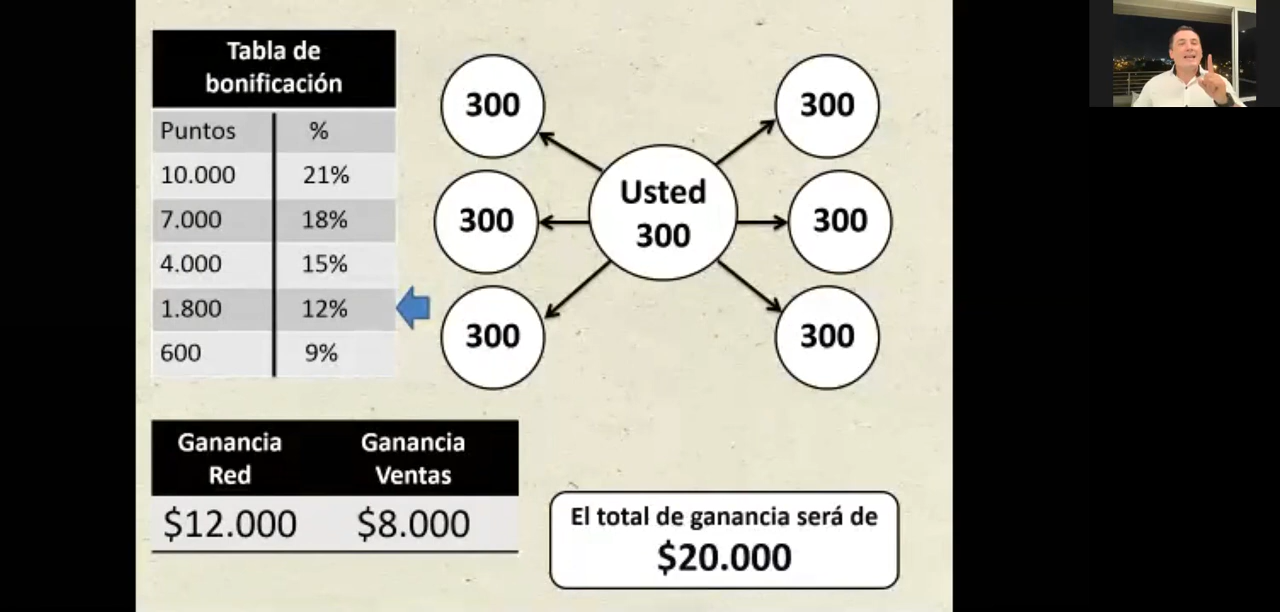 Tabla de
bonificación
Puntos %
10.000 21%
7.000 18%
4.000 15%
1.800 12%
600 9%
300
300
300
Usted
300
300
300
300
Ganancia
Red
Ganancia
Ventas
$12.000 $8.000
El total de ganancia será de
$20.000